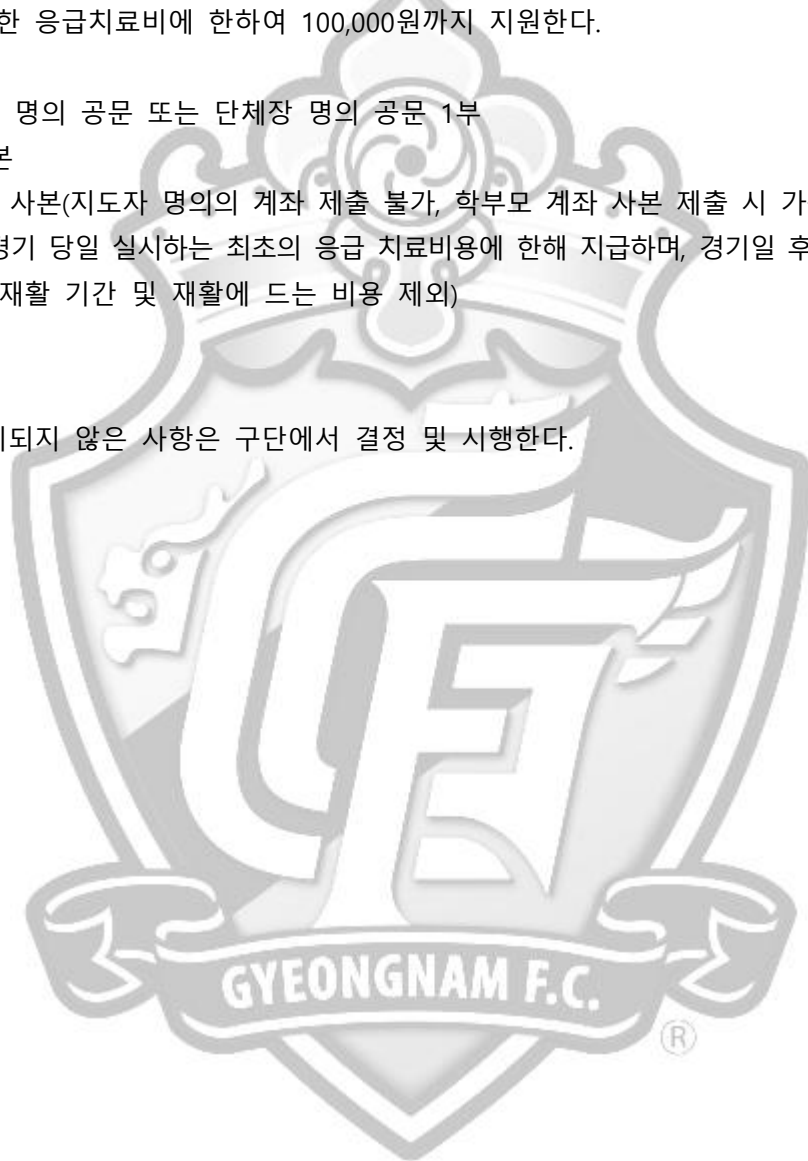 한 응급치료비에 한하여 100,000원까지 지원한다.
명의 공문 또는 단체장 명의 공문 1부
본
사본(지도자 명의의 계좌 제출 불가, 학부모 계좌 사본 제출 시 가
경기 당일 실시하는 최초의 응급 치료비용에 한해 지급하며, 경기일 후
재활 기간 및 재활에 드는 비용 제외)
되지 않은 사항은 구단에서 결정 및 시행한다.
GYEONGNAM F.C.
®